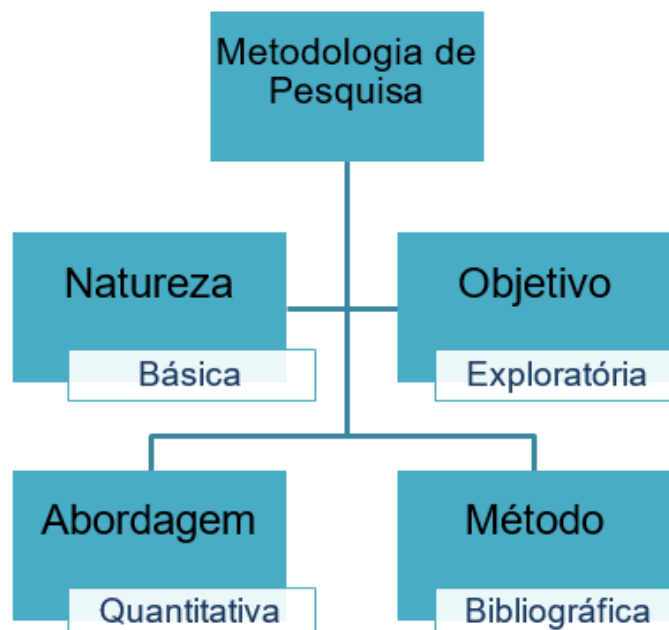 Metodologia de
Pesquisa
Natureza
Básica
Objetivo
Exploratória
Abordagem
Quantitativa
Método
Bibliográfica